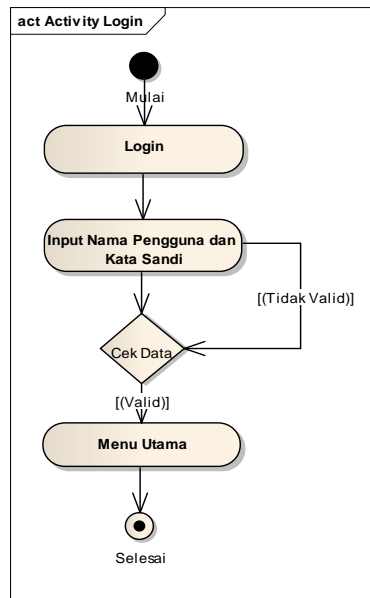 act Activity Login
Mulai
Login
Input Nama Pengguna dan
Kata Sandi
[(Tidak Valid)]
Cek Data
[(Valid)]
Menu Utama
Selesai